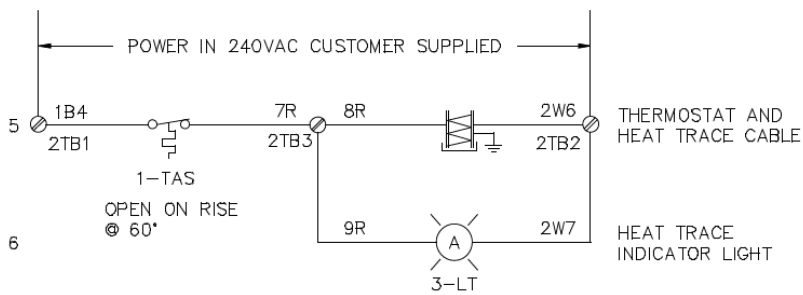 POWER IN 240VAC CUSTOMER SUPPLIED
5 1B4 7R 8R 2W6 THERMOSTAT AND
2TB1 2TB3 2TB2 HEAT TRACE CABLE
1-TAS
OPEN ON RISE
@ 60°
6 9R A 2W7 HEAT TRACE
INDICATOR LIGHT
3-LT